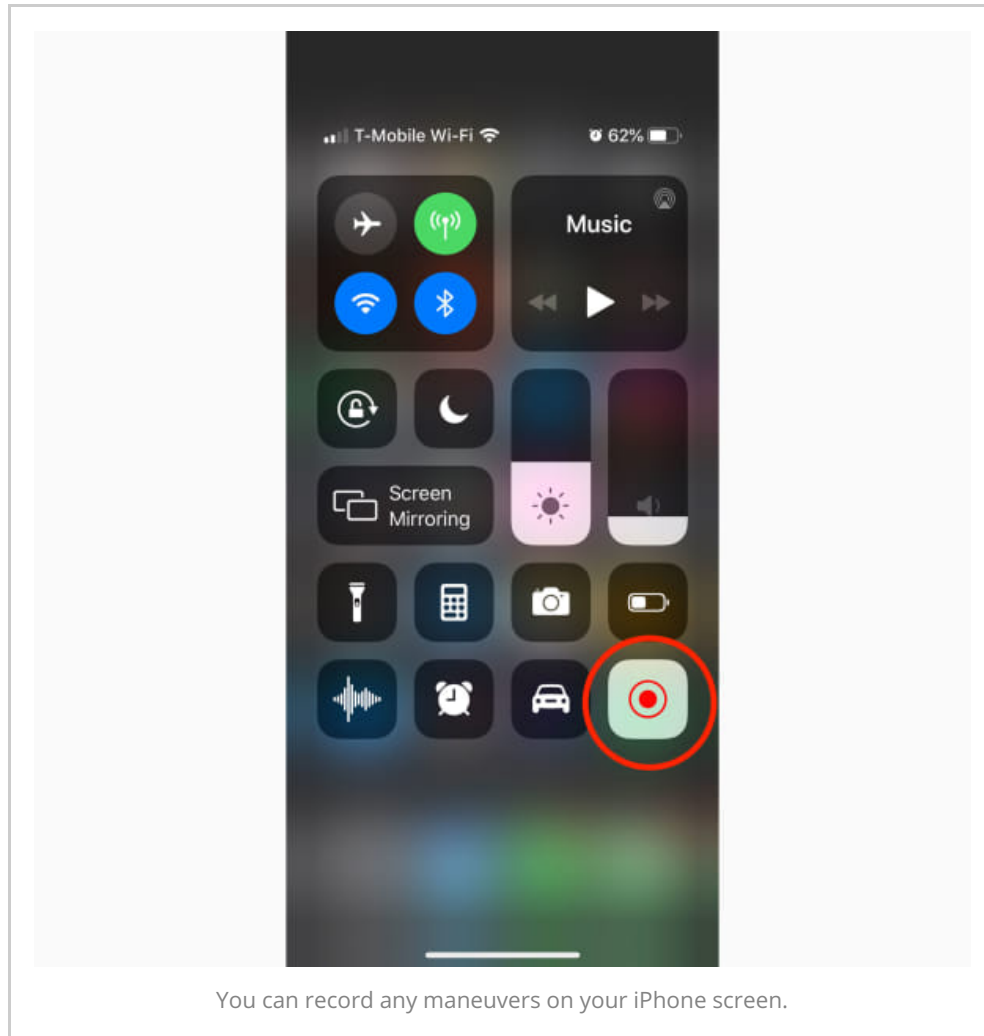 T-Mobile Wi-Fi 62%
Music
Screen
Mirroring
You can record any maneuvers on your iPhone screen.